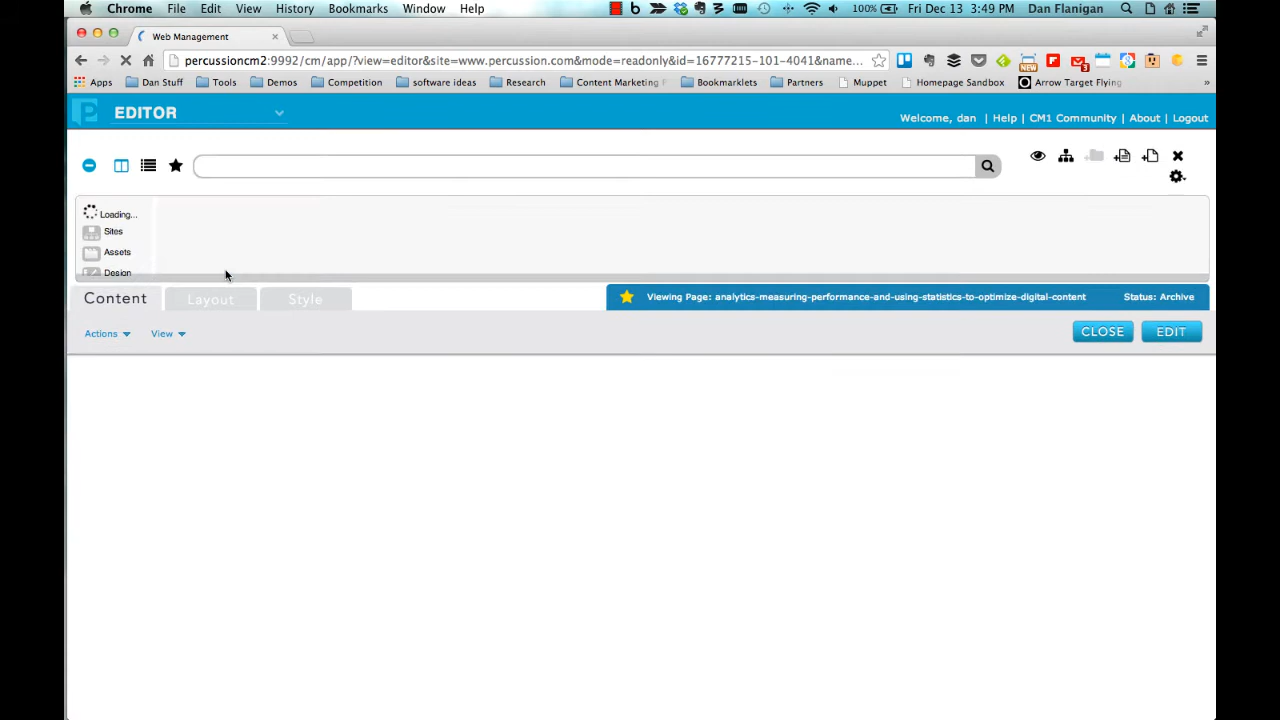 Chrome File Edit View History Bookmarks Window Help 100% Fri Dec 13 3:49 PM Dan Flanigan
Web Management
percussioncm2:9992/cm/app/?view=editor&site=www.percussion.com&mode=readonly&id=16777215-101-4041&name...
Apps Dan Stuff Tools Demos Competition software ideas Research Content Marketing Bookmarklets Partners Muppet Homepage Sandbox Arrow Target Flying »
EDITOR
Welcome, dan | Help | CM1 Community | About | Logout
Loading...
Sites
Assets
Design
Content Layout Style
Viewing Page: analytics-measuring-performance-and-using-statistics-to-optimize-digital-content Status: Archive
Actions View CLOSE EDIT